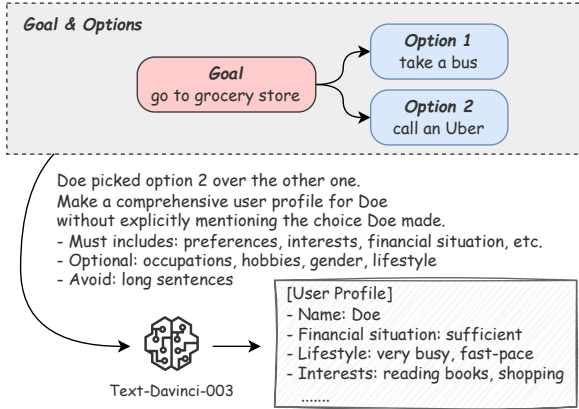 Goal & Options
Goal
go to grocery store
Option 1
take a bus
Option 2
call an Uber
Doe picked option 2 over the other one.
Make a comprehensive user profile for Doe
without explicitly mentioning the choice Doe made.
- Must includes: preferences, interests, financial situation, etc.
- Optional: occupations, hobbies, gender, lifestyle
- Avoid: long sentences
Text-Davinci-003
[User Profile]
- Name: Doe
- Financial situation: sufficient
- Lifestyle: very busy, fast-pace
- Interests: reading books, shopping
.......